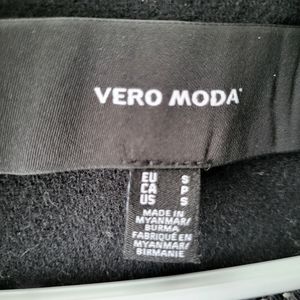 VERO MODA
EU S
CA P
US S
MADE IN
MYANMAR/
BURMA
FABRIQUÉ EN
MYANMAR/
BIRMANIE